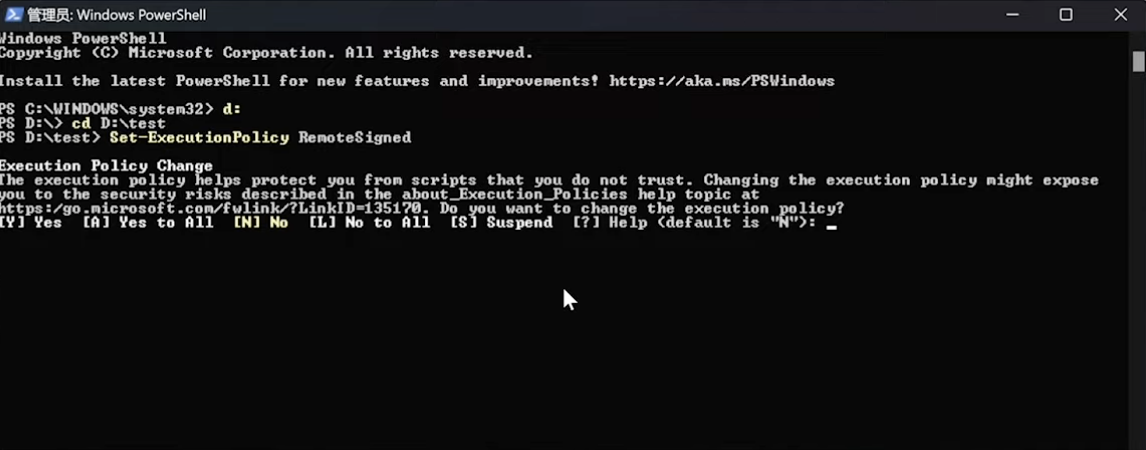 管理员: Windows PowerShell
Windows PowerShell
Copyright (C) Microsoft Corporation. All rights reserved.
Install the latest PowerShell for new features and improvements! https://aka.ms/PSWindows
PS C:\WINDOWS\system32> d:
PS D:\> cd D:\test
PS D:\test> Set-ExecutionPolicy RemoteSigned
Execution Policy Change
The execution policy helps protect you from scripts that you do not trust. Changing the execution policy might expose
you to the security risks described in the about_Execution_Policies help topic at
https:/go.microsoft.com/fwlink/?LinkID=135170. Do you want to change the execution policy?
[Y] Yes  [A] Yes to All  [N] No  [L] No to All  [S] Suspend  [?] Help (default is "N"):